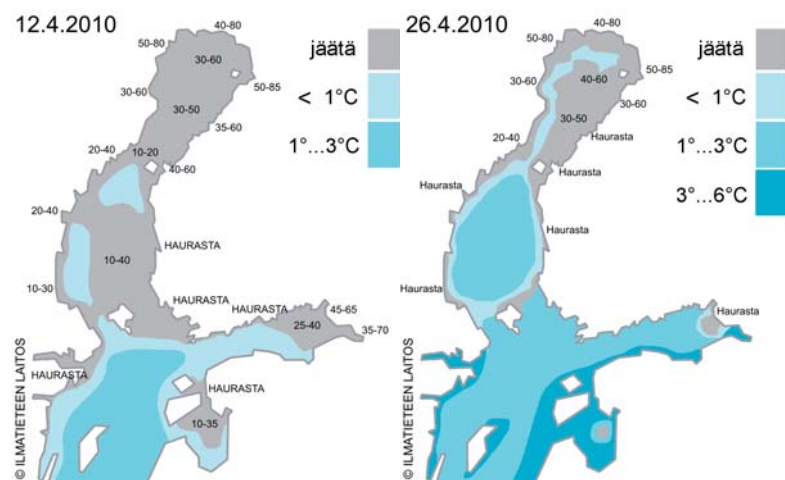 12.4.2010
jäätä
< 1°C
1°...3°C
40-80
50-80
30-60
50-85
30-60
30-50
35-60
10-20
20-40
40-60
20-40
HAURASTA
10-40
10-30
HAURASTA
HAURASTA
45-65
25-40
35-70
HAURASTA
HAURASTA
10-35
© ILMATIETEEN LAITOS
26.4.2010
jäätä
< 1°C
1°...3°C
3°...6°C
40-80
50-80
40-60
50-85
30-60
30-60
30-50
Haurasta
20-40
Haurasta
Haurasta
Haurasta
Haurasta
Haurasta
© ILMATIETEEN LAITOS